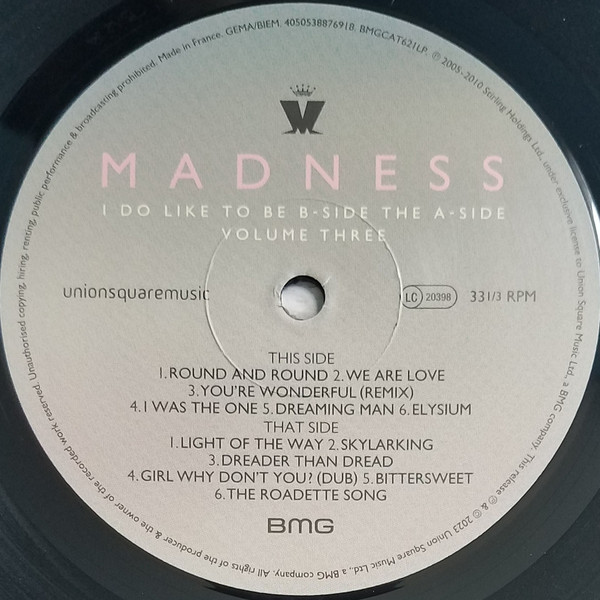 MADNESS
I DO LIKE TO BE B-SIDE THE A-SIDE
VOLUME THREE
unionsquaremusic
LC 20398
33 1/3 RPM
THIS SIDE
1.ROUND AND ROUND 2.WE ARE LOVE
3.YOU'RE WONDERFUL (REMIX)
4.I WAS THE ONE 5.DREAMING MAN 6.ELYSIUM
THAT SIDE
1.LIGHT OF THE WAY 2.SKYLARKING
3.DREADER THAN DREAD
4.GIRL WHY DON'T YOU? (DUB) 5.BITTERSWEET
6.THE ROADETTE SONG
BMG
℗ 2005-2010 Stirling Holdings Ltd., under exclusive license to Union Square Music Ltd., a BMG company. This release ℗ & © 2023 Union Square Music Ltd., a BMG company. All rights of the producer & the owner of the recorded work reserved. Unauthorised copying, hiring, renting, public performance & broadcasting prohibited. Made in France. GEMA/BIEM. 4050538876918. BMGCAT621LP.